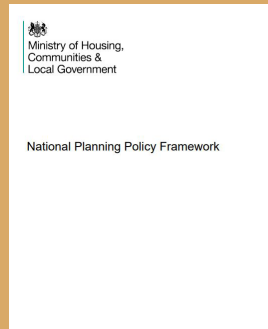 Ministry of Housing,
Communities &
Local Government
National Planning Policy Framework